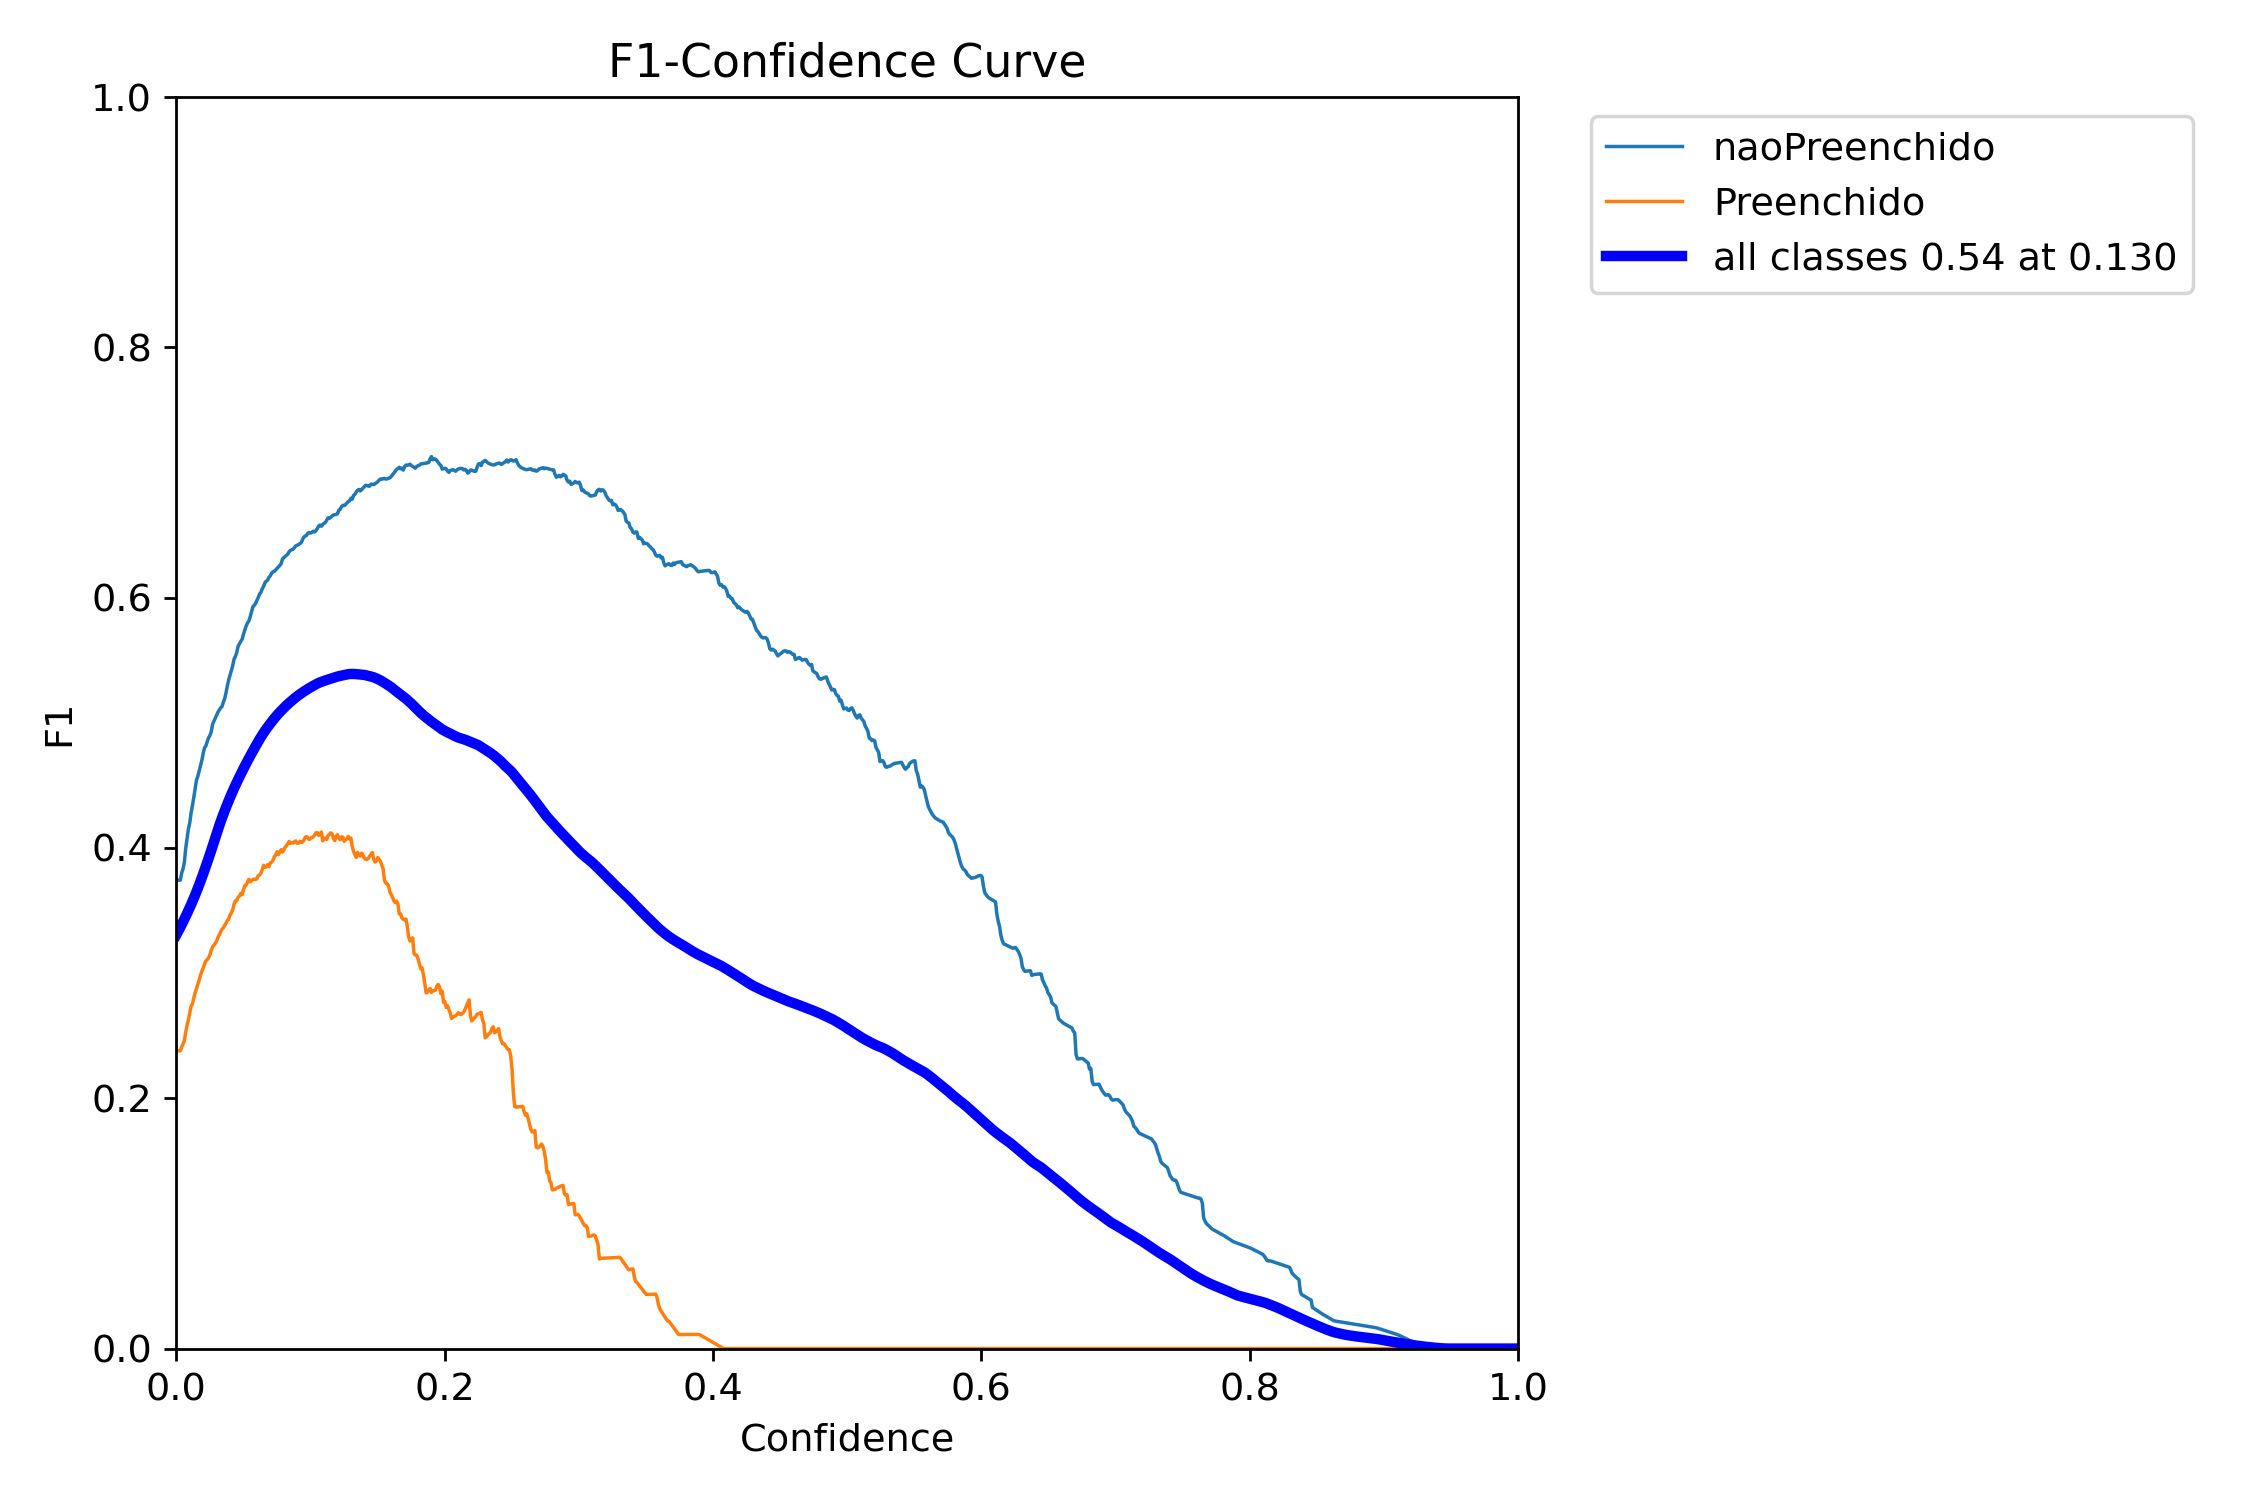 F1-Confidence Curve
naoPreenchido
Preenchido
all classes 0.54 at 0.130
1.0
0.8
0.6
0.4
0.2
0.0
F1
0.0 0.2 0.4 0.6 0.8 1.0
Confidence